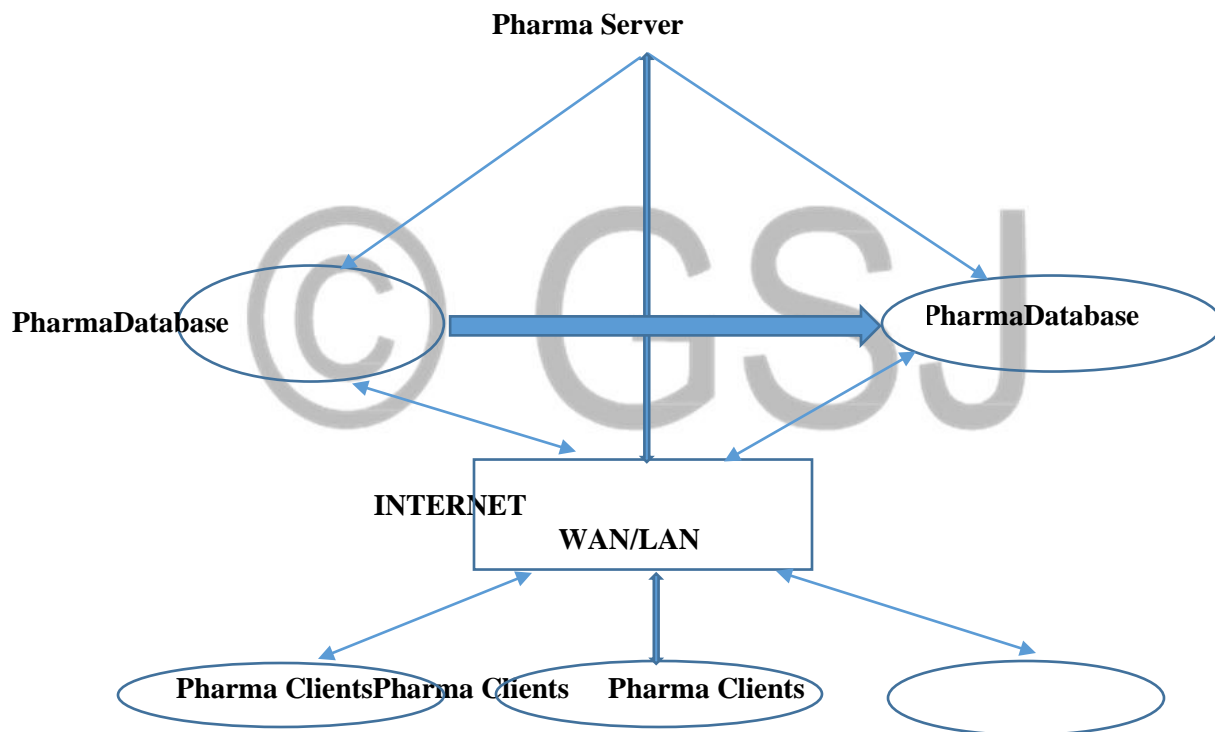 Pharma Server
© GSJ
PharmaDatabase PharmaDatabase
INTERNET
WAN/LAN
Pharma ClientsPharma Clients Pharma Clients